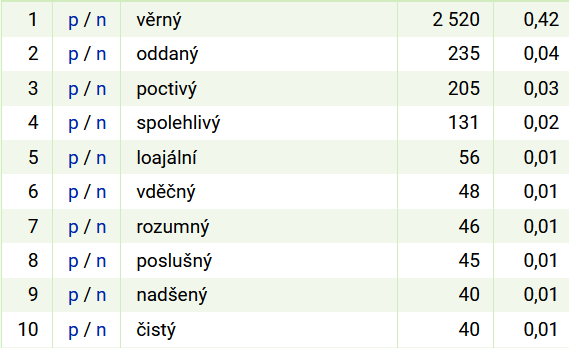 1 p / n věrný 2 520 0,42
2 p / n oddaný 235 0,04
3 p / n poctivý 205 0,03
4 p / n spolehlivý 131 0,02
5 p / n loajální 56 0,01
6 p / n vděčný 48 0,01
7 p / n rozumný 46 0,01
8 p / n poslušný 45 0,01
9 p / n nadšený 40 0,01
10 p / n čistý 40 0,01